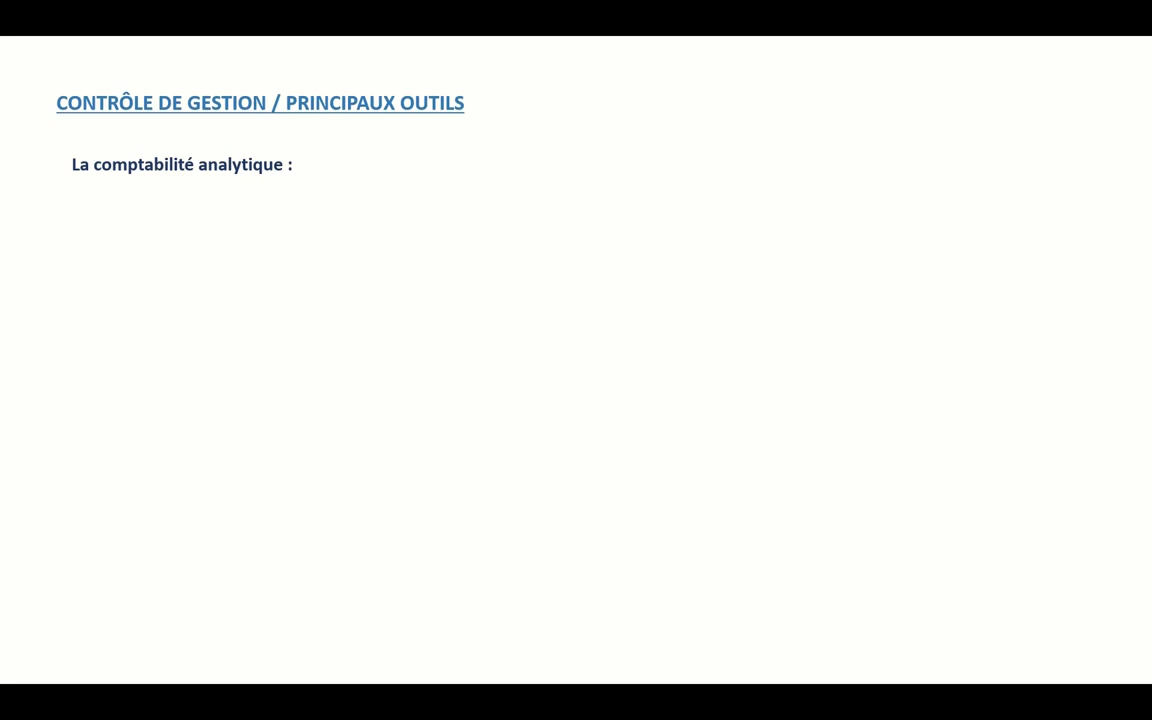 CONTRÔLE DE GESTION / PRINCIPAUX OUTILS
La comptabilité analytique :